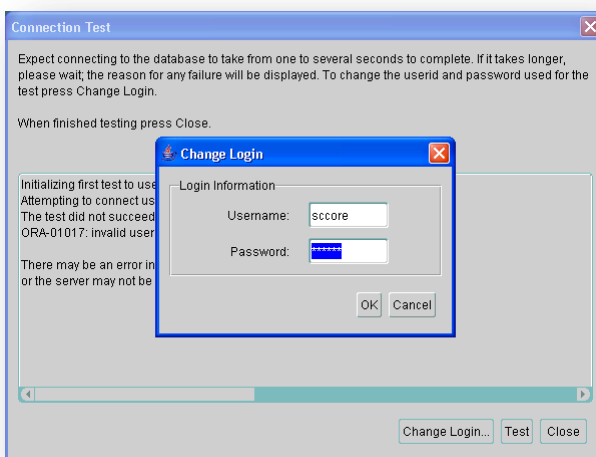 Connection Test
Expect connecting to the database to take from one to several seconds to complete. If it takes longer,
please wait; the reason for any failure will be displayed. To change the userid and password used for the
test press Change Login.
When finished testing press Close.
Change Login
Initializing first test to use
Attempting to connect us
The test did not succeed
ORA-01017: invalid user
There may be an error in
or the server may not be
Login Information
Username: sccore
Password: ******
OK Cancel
Change Login... Test Close